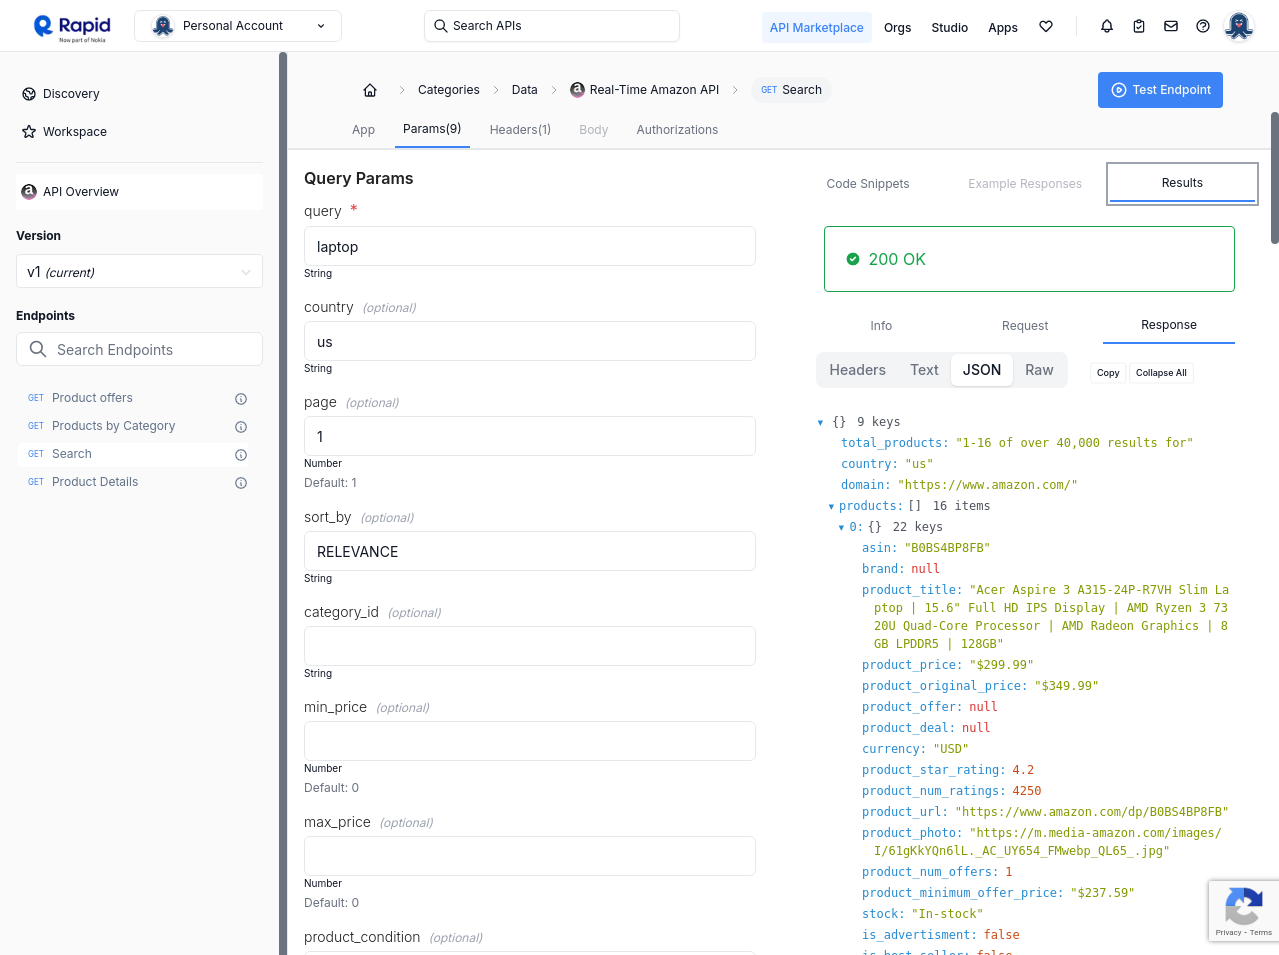 Rapid
Now part of Nokia
Personal Account
Search APIs
API Marketplace
Orgs
Studio
Apps
Discovery
Workspace
API Overview
Version
v1 (current)
Endpoints
Search Endpoints
GET Product offers
GET Products by Category
GET Search
GET Product Details
Categories
Data
Real-Time Amazon API
GET Search
Test Endpoint
App
Params(9)
Headers(1)
Body
Authorizations
Query Params
query *
laptop
String
country (optional)
us
String
page (optional)
1
Number
Default: 1
sort_by (optional)
RELEVANCE
String
category_id (optional)
String
min_price (optional)
Number
Default: 0
max_price (optional)
Number
Default: 0
product_condition (optional)
Code Snippets
Example Responses
Results
200 OK
Info
Request
Response
Headers
Text
JSON
Raw
Copy
Collapse All
{} 9 keys
total_products: "1-16 of over 40,000 results for"
country: "us"
domain: "https://www.amazon.com/"
products: [] 16 items
0: {} 22 keys
asin: "B0BS4BP8FB"
brand: null
product_title: "Acer Aspire 3 A315-24P-R7VH Slim La
ptop | 15.6" Full HD IPS Display | AMD Ryzen 3 73
20U Quad-Core Processor | AMD Radeon Graphics | 8
GB LPDDR5 | 128GB"
product_price: "$299.99"
product_original_price: "$349.99"
product_offer: null
product_deal: null
currency: "USD"
product_star_rating: 4.2
product_num_ratings: 4250
product_url: "https://www.amazon.com/dp/B0BS4BP8FB"
product_photo: "https://m.media-amazon.com/images/
I/61gKkYQn6lL._AC_UY654_FMwebp_QL65_.jpg"
product_num_offers: 1
product_minimum_offer_price: "$237.59"
stock: "In-stock"
is_advertisment: false
is_best_seller: false
Privacy - Terms